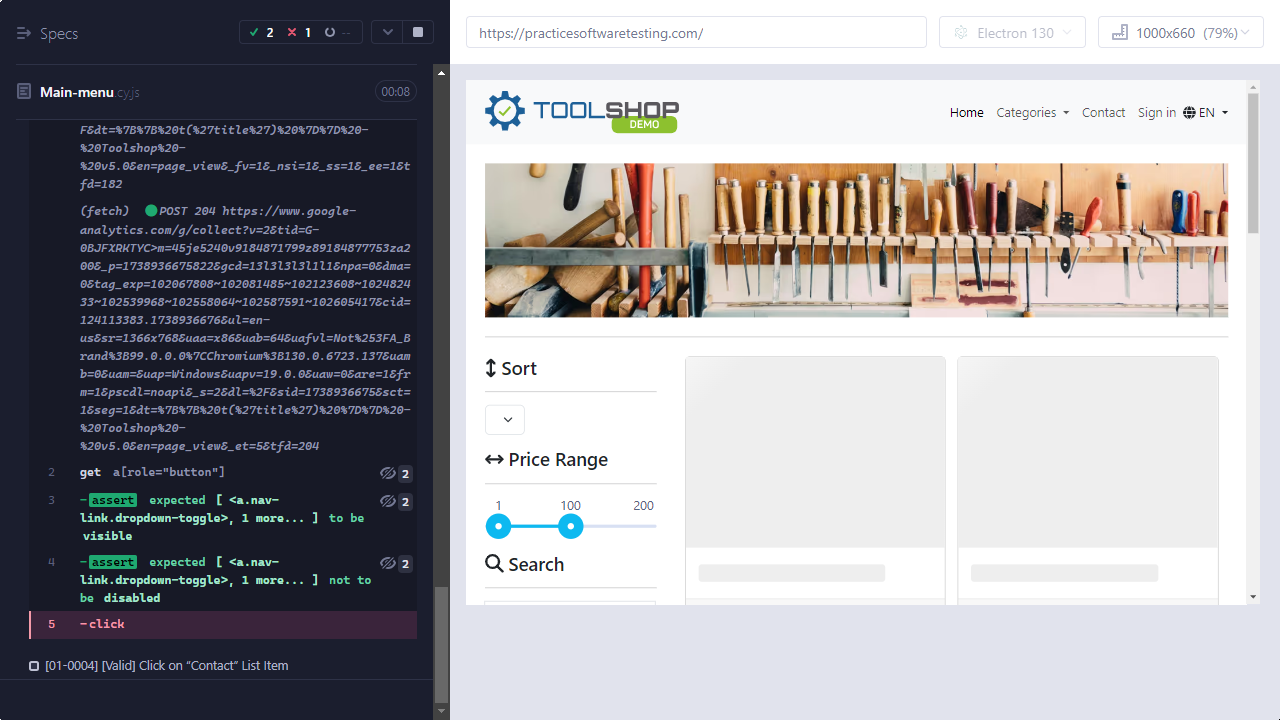 Specs
2 1 --
Main-menu.cy.js 00:08
F&dt=%7B%7B%20t(%27title%27)%20%7D%7D%20-
%20Toolshop%20-
%20v5.0&en=page_view&_fv=1&_nsi=1&_ss=1&_ee=1&t
fd=182
(fetch) POST 204 https://www.google-
analytics.com/g/collect?v=2&tid=G-
0BJFXRKTYC>m=45je5240v9184871799z89184877753za2
00&_p=1738936675822&gcd=13l3l3l3l1l1&npa=0&dma=
0&tag_exp=102067808~102081485~102123608~1024824
33~102539968~102558064~102587591~102605417&cid=
124113383.1738936676&ul=en-
us&sr=1366x768&uaa=x86&uab=64&uafvl=Not%253FA_B
rand%3B99.0.0.0%7CChromium%3B130.0.6723.137&uam
b=0&uam=&uap=Windows&uapv=19.0.0&uaw=0&are=1&fr
m=1&pscdl=noapi&_s=2&dl=%2F&sid=1738936675&sct=
1&seg=1&dt=%7B%7B%20t(%27title%27)%20%7D%7D%20-
%20Toolshop%20-
%20v5.0&en=page_view&_et=5&tfd=204
2 get a[role="button"] 2
3 -assert expected [ <a.nav- 2
link.dropdown-toggle>, 1 more... ] to be
visible
4 -assert expected [ <a.nav- 2
link.dropdown-toggle>, 1 more... ] not to
be disabled
5 -click
[01-0004] [Valid] Click on “Contact” List Item
https://practicesoftwaretesting.com/
Electron 130
1000x660 (79%)
TOOLSHOP
DEMO
Home Categories Contact Sign in EN
Sort
Price Range
1 100 200
Search